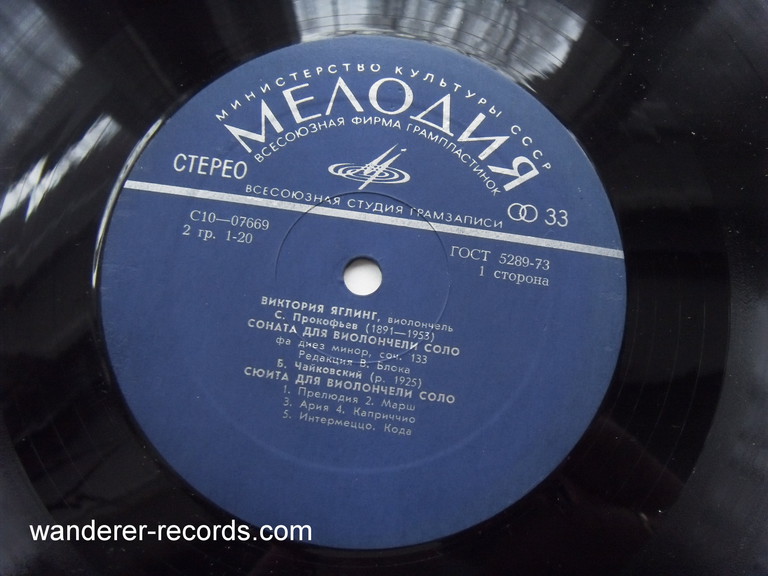 МИНИСТЕРСТВО КУЛЬТУРЫ СССР
МЕЛОДИЯ
ВСЕСОЮЗНАЯ ФИРМА ГРАМПЛАСТИНОК
СТЕРЕО
ВСЕСОЮЗНАЯ СТУДИЯ ГРАМЗАПИСИ
33
С10—07669
2 гр. 1-20
ГОСТ 5289-73
1 сторона
ВИКТОРИЯ ЯГЛИНГ, виолончель
С. Прокофьев (1891—1953)
СОНАТА ДЛЯ ВИОЛОНЧЕЛИ СОЛО
фа диез минор, соч. 133
Редакция В. Блока
Б. Чайковский (р. 1925)
СЮИТА ДЛЯ ВИОЛОНЧЕЛИ СОЛО
1. Прелюдия 2. Марш
3. Ария 4. Каприччио
5. Интермеццо. Кода
wanderer-records.com